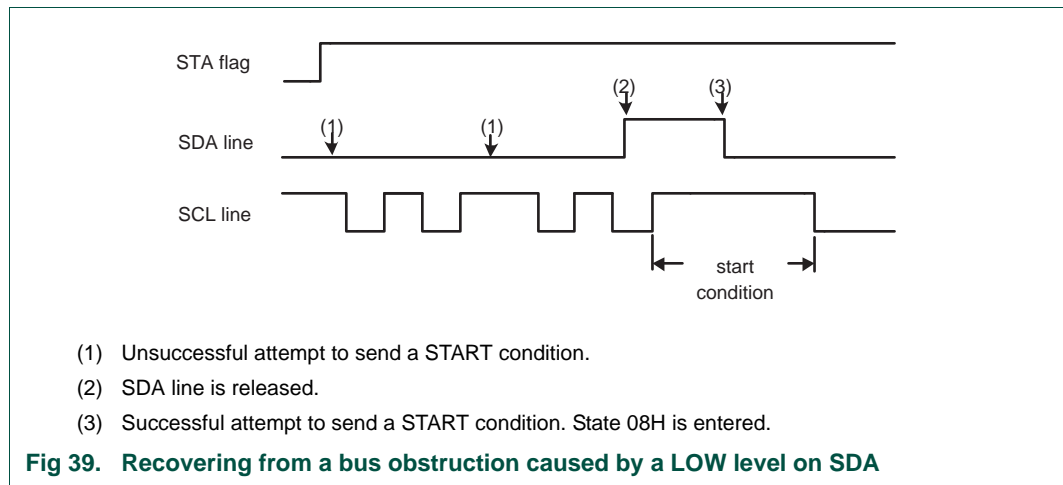 STA flag
(2) (3)
(1) (1)
SDA line
SCL line
start
condition
(1) Unsuccessful attempt to send a START condition.
(2) SDA line is released.
(3) Successful attempt to send a START condition. State 08H is entered.
Fig 39. Recovering from a bus obstruction caused by a LOW level on SDA